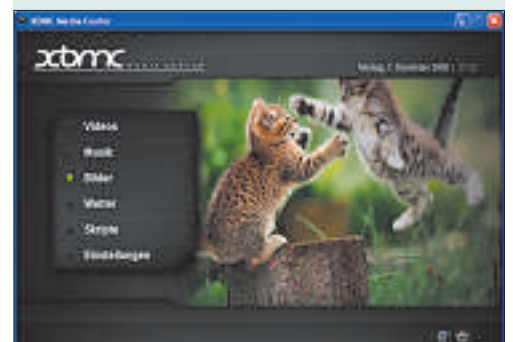 XBMC Media Center
xbmc
Videos
Musik
Bilder
Wetter
Skripte
Einstellungen